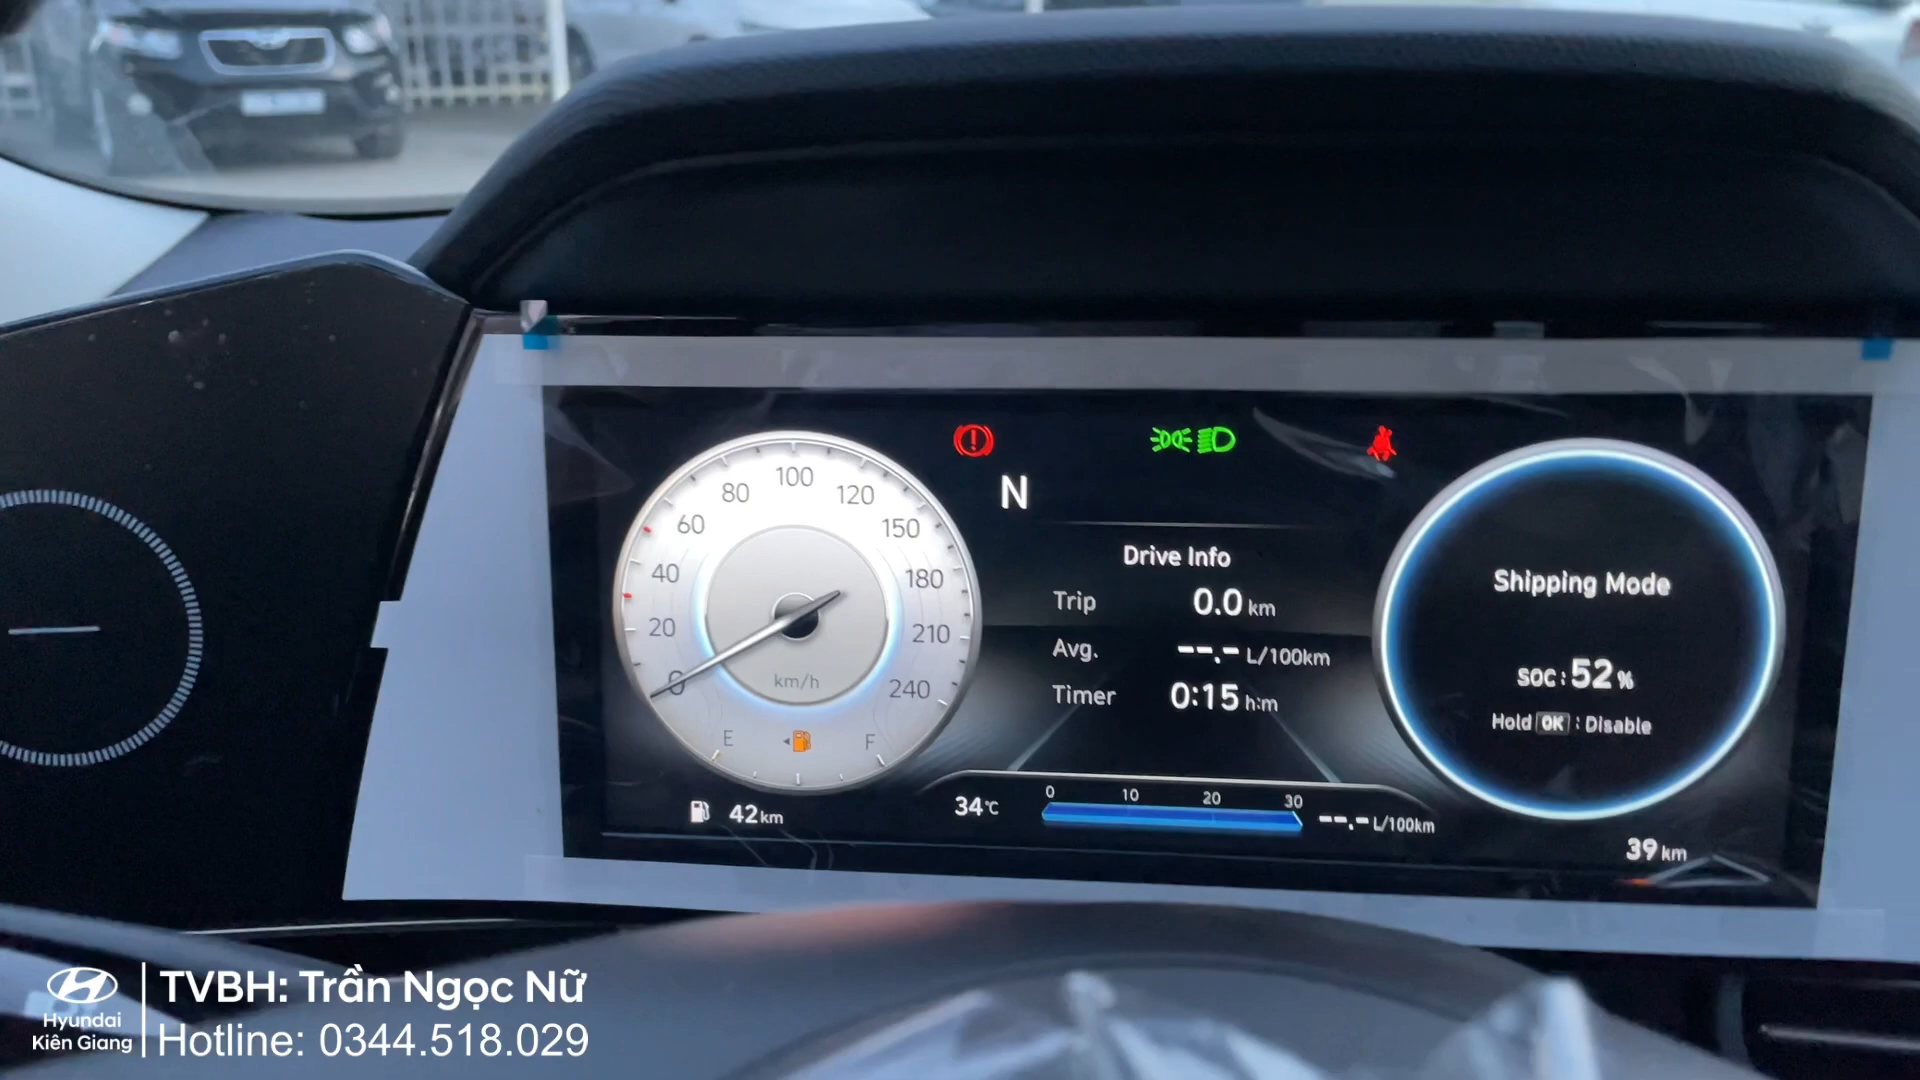 100
80
120
60
150
40
180
20
210
0
240
km/h
E
F
42 km
N
Drive Info
Trip 0.0 km
Avg. --.- L/100km
Timer 0:15 h:m
34°C
0 10 20 30
--.- L/100km
Shipping Mode
SOC : 52 %
Hold OK : Disable
39 km
Hyundai
Kiên Giang
TVBH: Trần Ngọc Nữ
Hotline: 0344.518.029